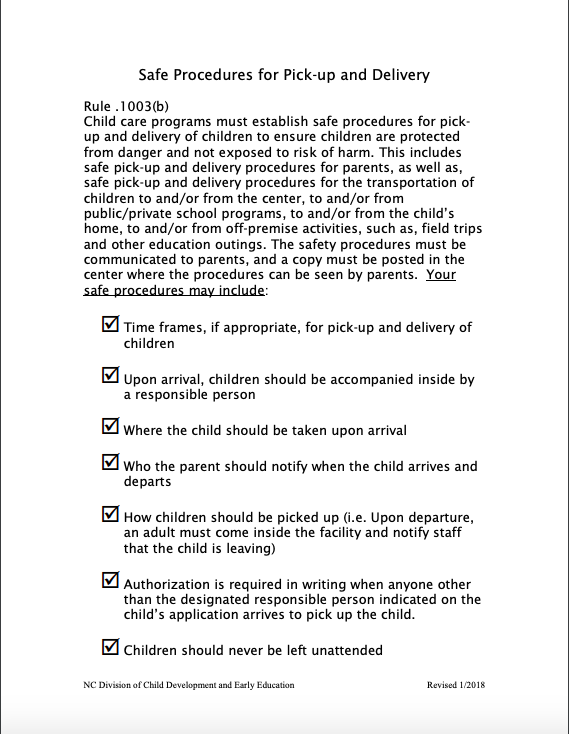 Safe Procedures for Pick-up and Delivery
Rule .1003(b)
Child care programs must establish safe procedures for pick-
up and delivery of children to ensure children are protected
from danger and not exposed to risk of harm. This includes
safe pick-up and delivery procedures for parents, as well as,
safe pick-up and delivery procedures for the transportation of
children to and/or from the center, to and/or from
public/private school programs, to and/or from the child's
home, to and/or from off-premise activities, such as, field trips
and other education outings. The safety procedures must be
communicated to parents, and a copy must be posted in the
center where the procedures can be seen by parents. Your
safe procedures may include:
Time frames, if appropriate, for pick-up and delivery of
children
Upon arrival, children should be accompanied inside by
a responsible person
Where the child should be taken upon arrival
Who the parent should notify when the child arrives and
departs
How children should be picked up (i.e. Upon departure,
an adult must come inside the facility and notify staff
that the child is leaving)
Authorization is required in writing when anyone other
than the designated responsible person indicated on the
child's application arrives to pick up the child.
Children should never be left unattended
NC Division of Child Development and Early Education Revised 1/2018